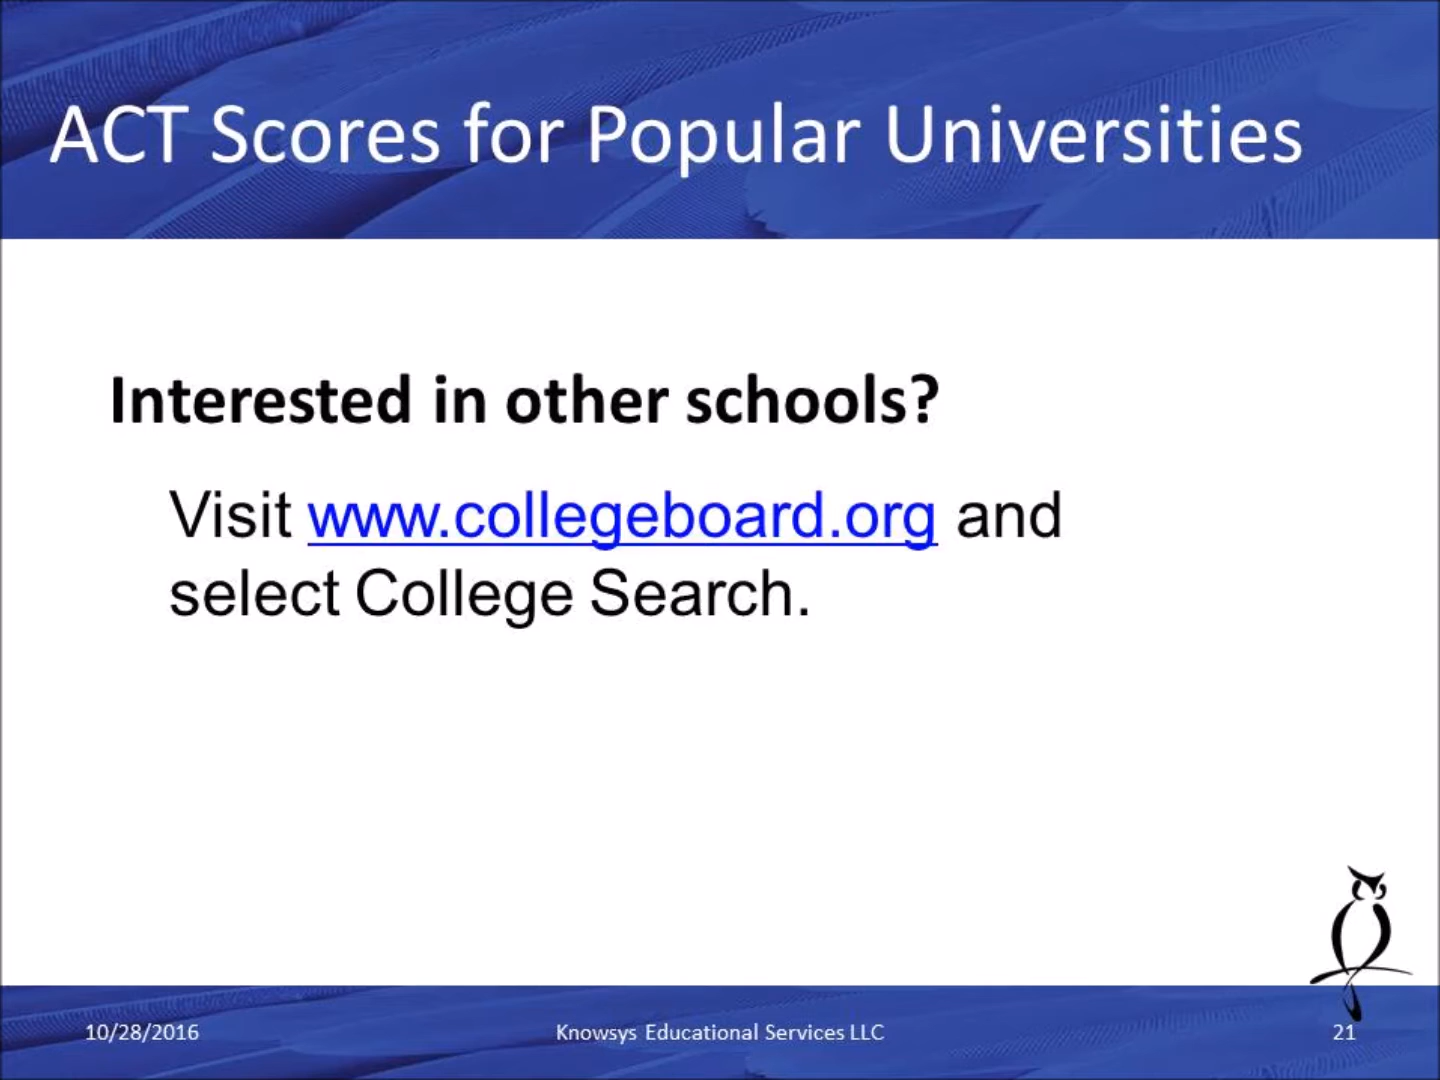 ACT Scores for Popular Universities
Interested in other schools?
Visit www.collegeboard.org and
select College Search.
10/28/2016
Knowsys Educational Services LLC
21